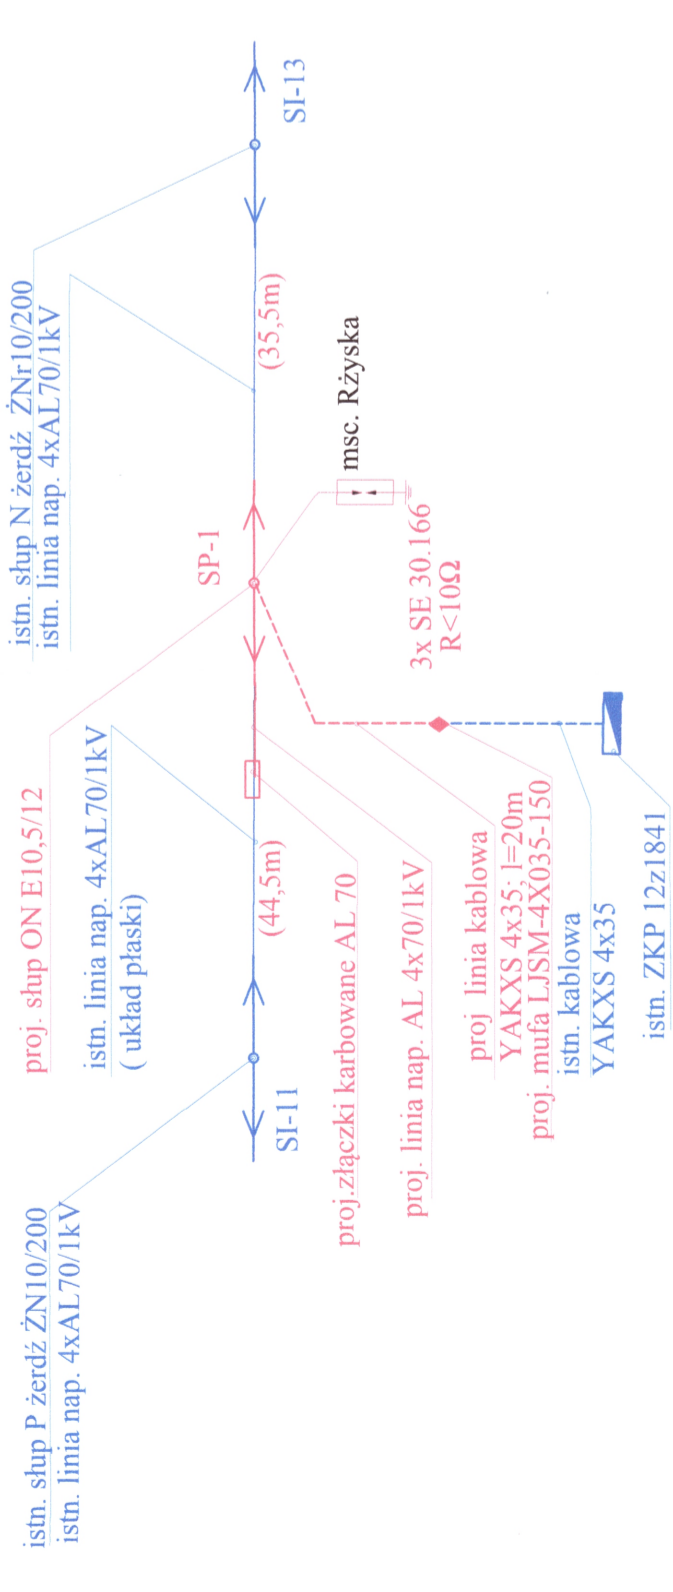 istn. słup P żerdź ŻN10/200
istn. linia nap. 4xAL70/1kV
SI-11
proj. słup ON E10,5/12
istn. linia nap. 4xAL70/1kV
( układ płaski)
(44,5m)
istn. słup N żerdź ŻNr10/200
istn. linia nap. 4xAL70/1kV
SP-1
(35,5m)
SI-13
msc. Rżyska
3x SE 30.166
R<10Ω
proj.złączki karbowane AL 70
proj. linia nap. AL 4x70/1kV
proj linia kablowa
YAKXS 4x35; l=20m
proj. mufa LJSM-4X035-150
istn. kablowa
YAKXS 4x35
istn. ZKP 12z1841